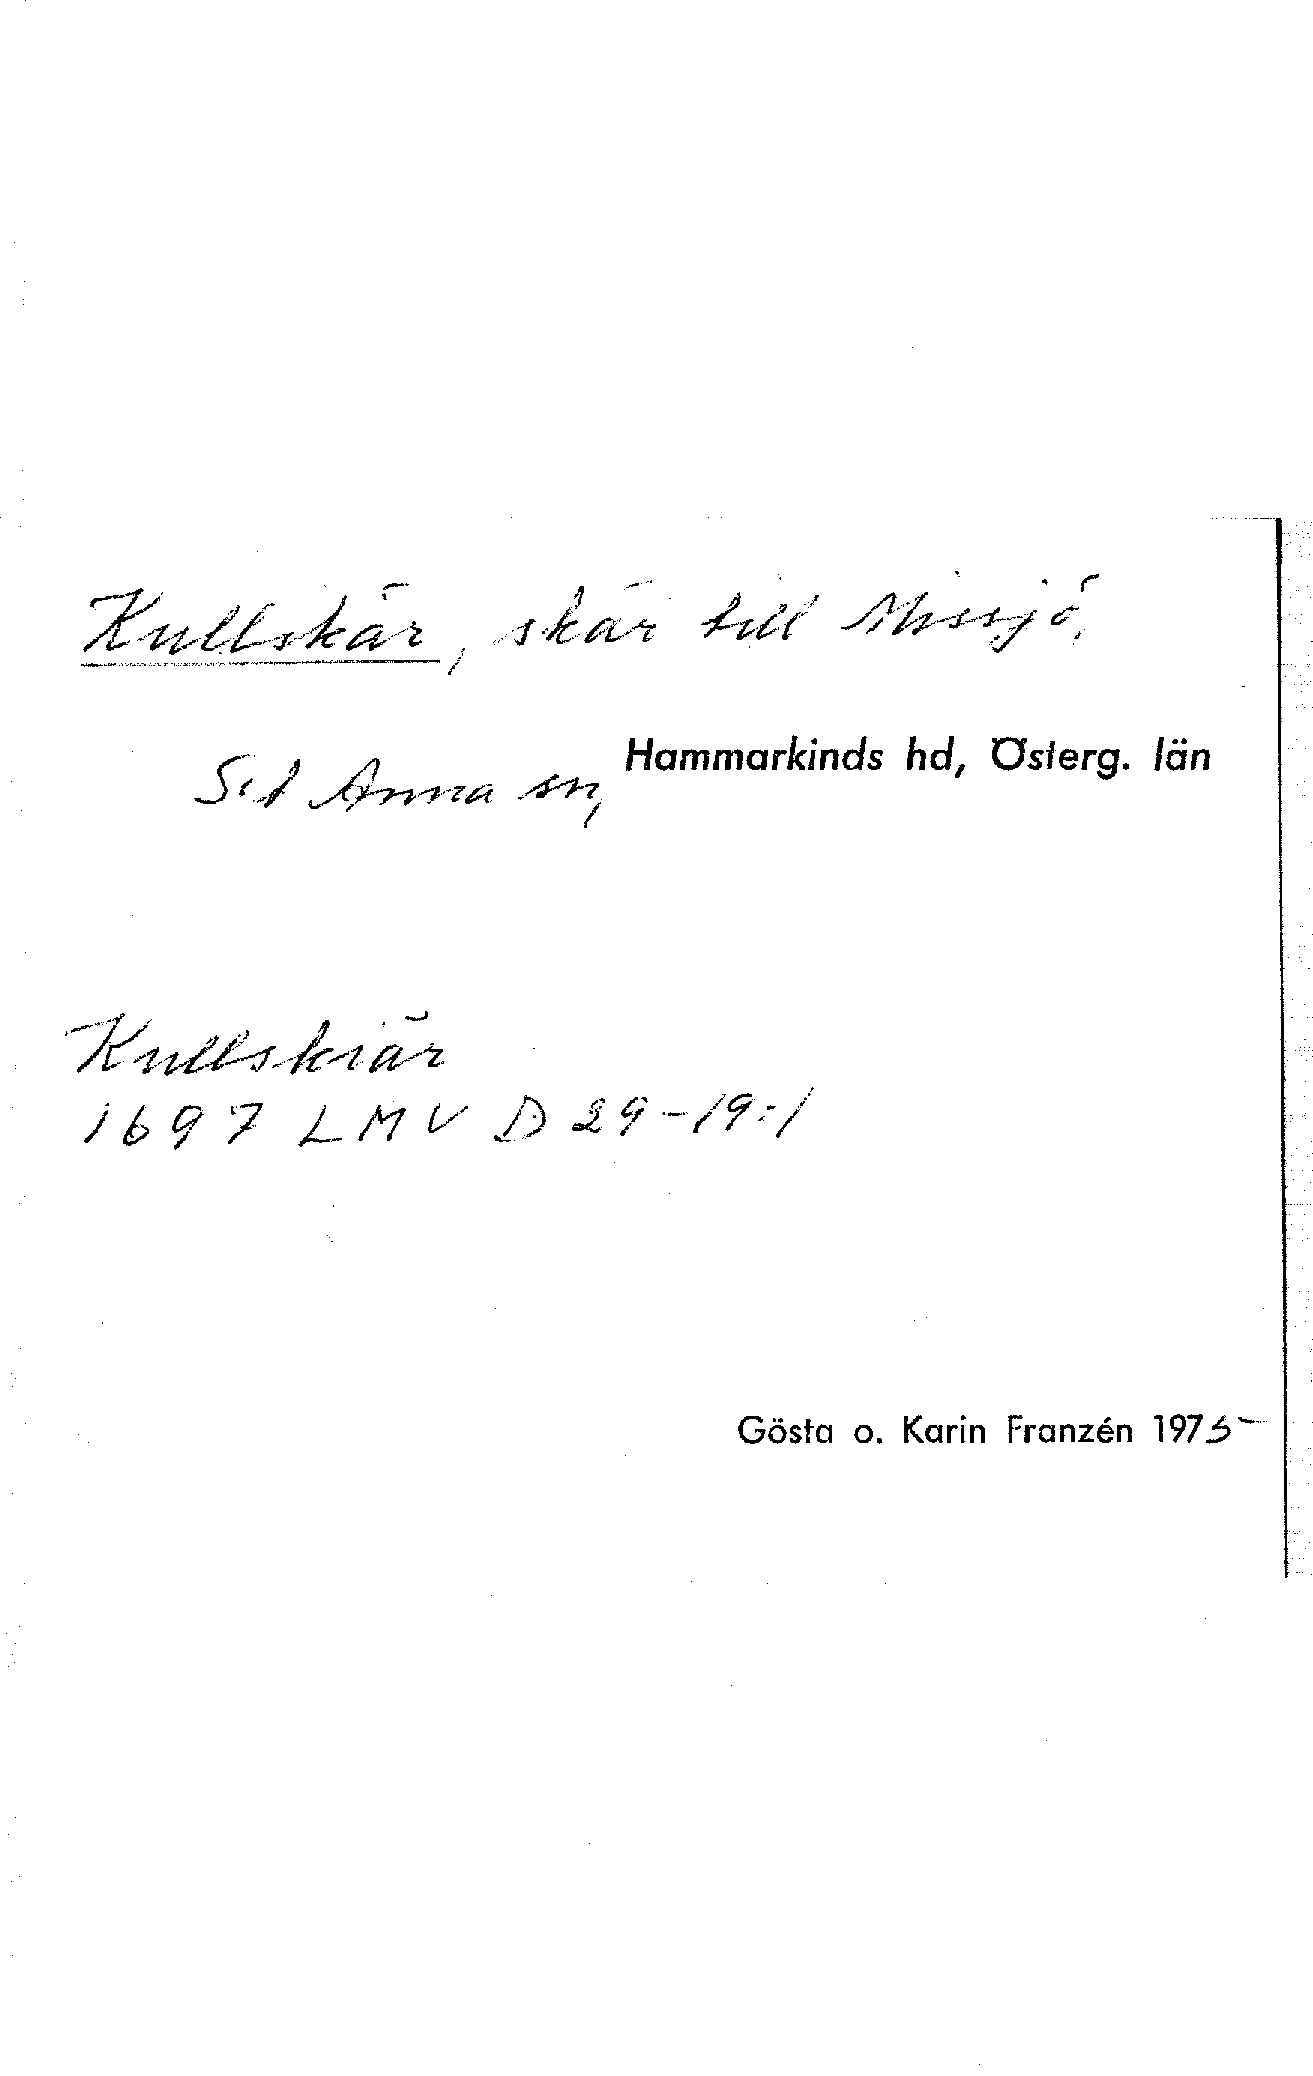 Kullskär, skär till Missjö,
S:t Anna sn, Hammarkinds hd, Österg. län
Kullskiär
1697 LMV D 29-19:1
Gösta o. Karin Franzén 1975